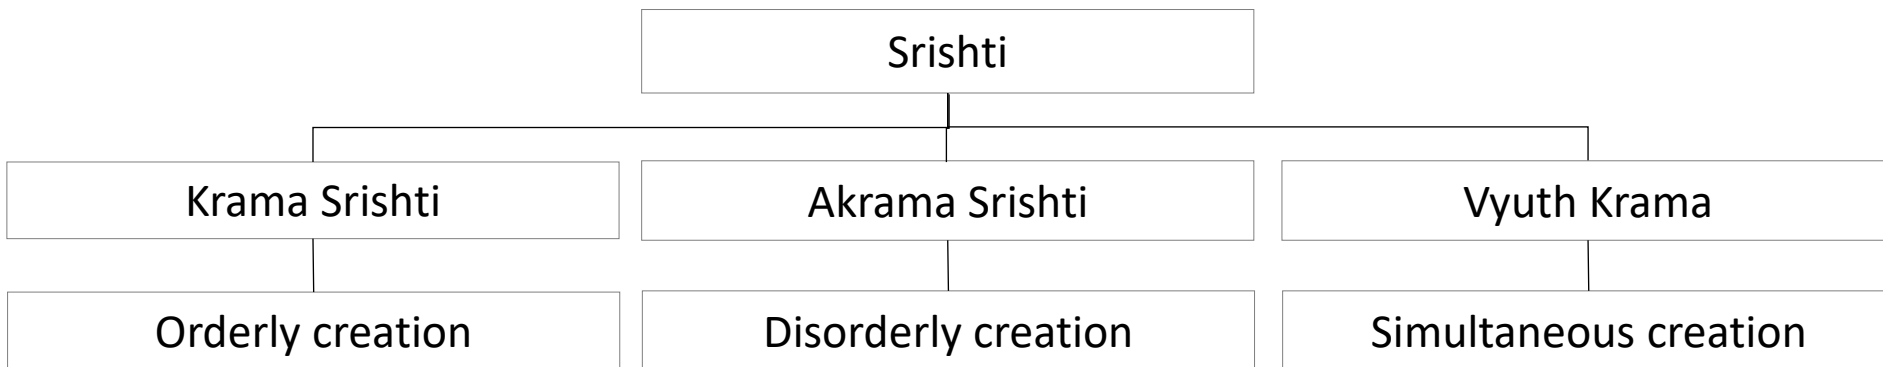 Srishti
Krama Srishti
Akrama Srishti
Vyuth Krama
Orderly creation
Disorderly creation
Simultaneous creation